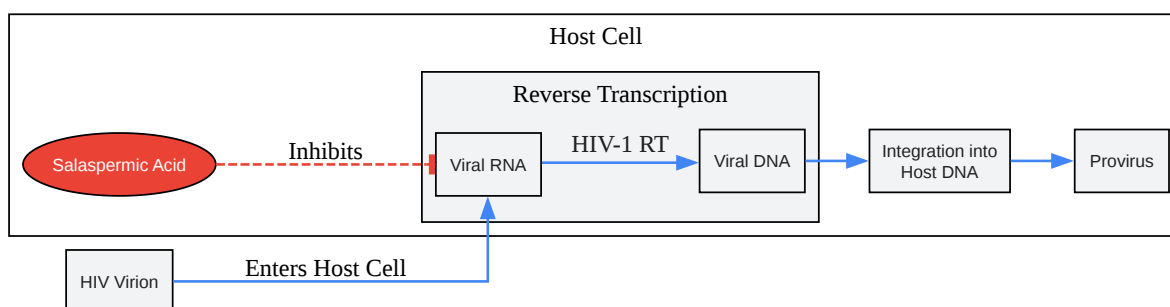 Host Cell
Reverse Transcription
Salaspermic Acid
Inhibits
Viral RNA
HIV-1 RT
Viral DNA
Integration into
Host DNA
Provirus
HIV Virion
Enters Host Cell